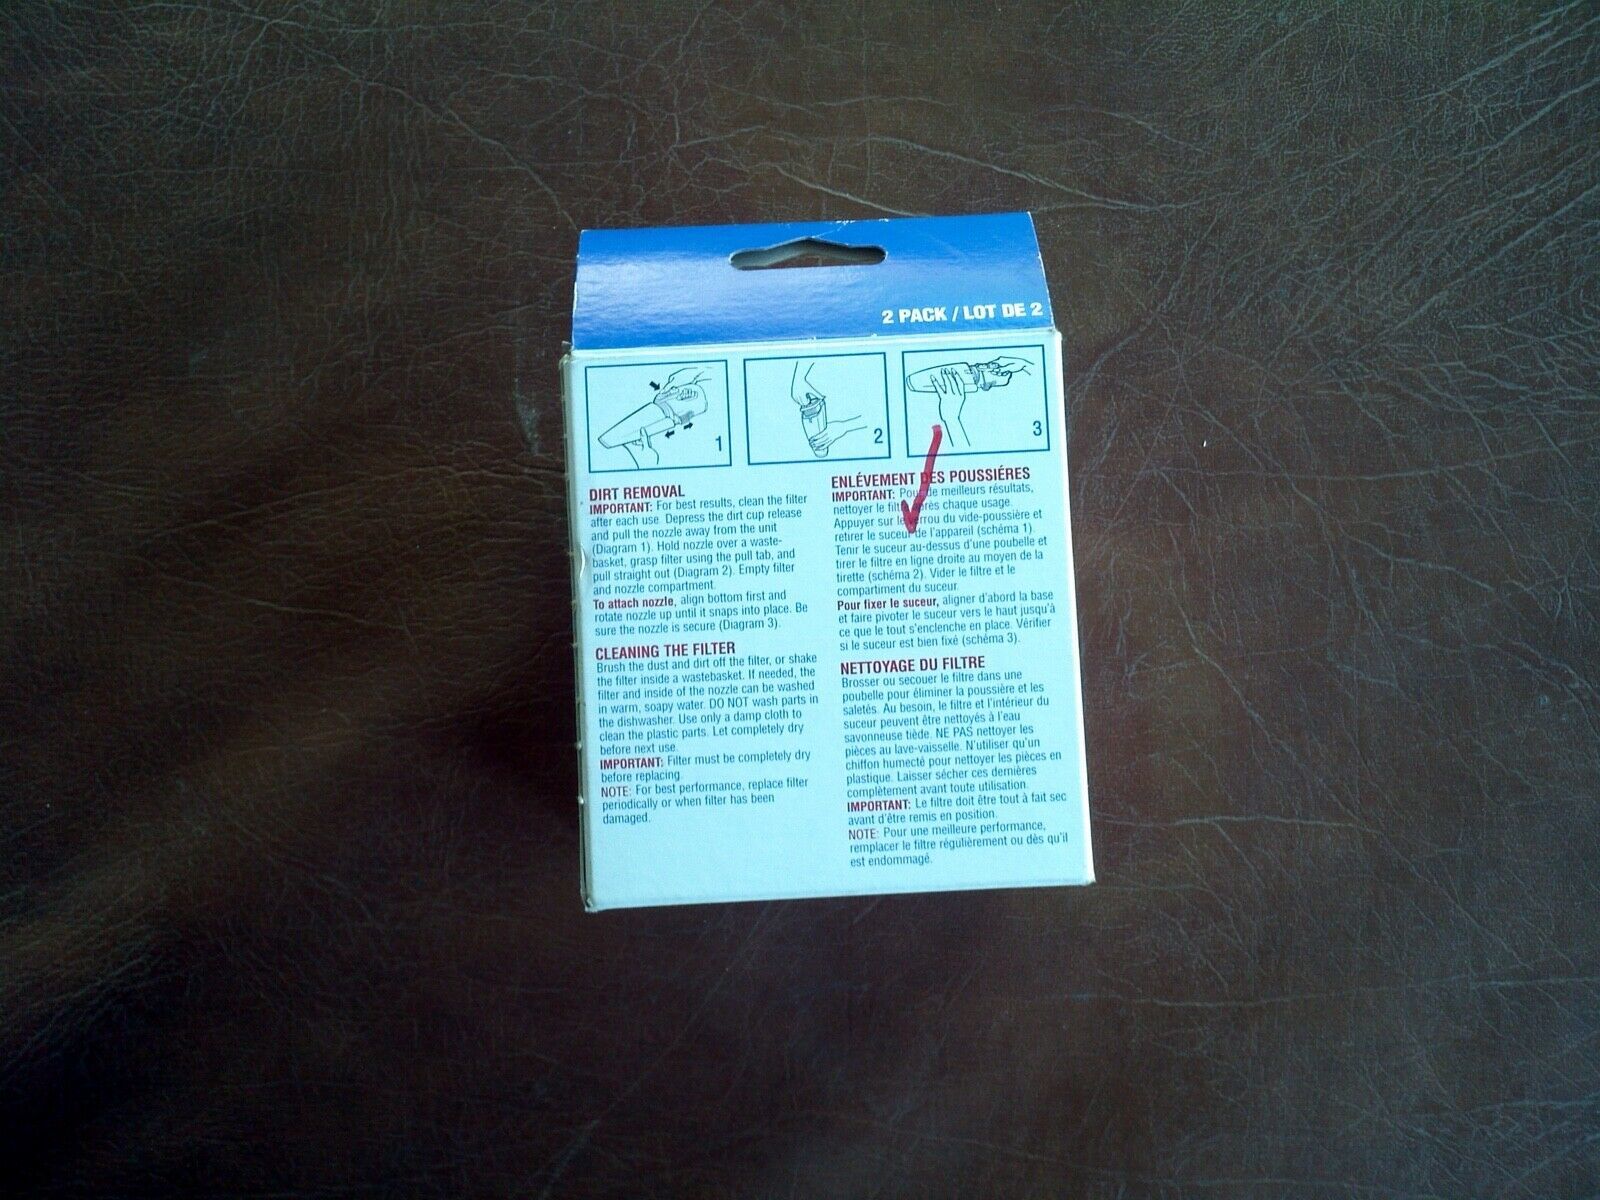 2 PACK / LOT DE 2
1
2
3
DIRT REMOVAL
IMPORTANT: For best results, clean the filter
after each use. Depress the dirt cup release
and pull the nozzle away from the unit
(Diagram 1). Hold nozzle over a waste-
basket, grasp filter using the pull tab, and
pull straight out (Diagram 2). Empty filter
and nozzle compartment.
To attach nozzle, align bottom first and
rotate nozzle up until it snaps into place. Be
sure the nozzle is secure (Diagram 3).
CLEANING THE FILTER
Brush the dust and dirt off the filter, or shake
the filter inside a wastebasket. If needed, the
filter and inside of the nozzle can be washed
in warm, soapy water. DO NOT wash parts in
the dishwasher. Use only a damp cloth to
clean the plastic parts. Let completely dry
before next use.
IMPORTANT: Filter must be completely dry
before replacing.
NOTE: For best performance, replace filter
periodically or when filter has been
damaged.
ENLÉVEMENT DES POUSSIÉRES
IMPORTANT: Pour de meilleurs résultats,
nettoyer le filtre après chaque usage.
Appuyer sur le verrou du vide-poussière et
retirer le suceur de l'appareil (schéma 1).
Tenir le suceur au-dessus d'une poubelle et
tirer le filtre en ligne droite au moyen de la
tirette (schéma 2). Vider le filtre et le
compartiment du suceur.
Pour fixer le suceur, aligner d'abord la base
et faire pivoter le suceur vers le haut jusqu'à
ce que le tout s'enclenche en place. Vérifier
si le suceur est bien fixé (schéma 3).
NETTOYAGE DU FILTRE
Brosser ou secouer le filtre dans une
poubelle pour éliminer la poussière et les
saletés. Au besoin, le filtre et l'intérieur du
suceur peuvent être nettoyés à l'eau
savonneuse tiède. NE PAS nettoyer les
pièces au lave-vaisselle. N'utiliser qu'un
chiffon humecté pour nettoyer les pièces en
plastique. Laisser sécher ces dernières
complètement avant toute utilisation.
IMPORTANT: Le filtre doit être tout à fait sec
avant d'être remis en position.
NOTE: Pour une meilleure performance,
remplacer le filtre régulièrement ou dès qu'il
est endommagé.